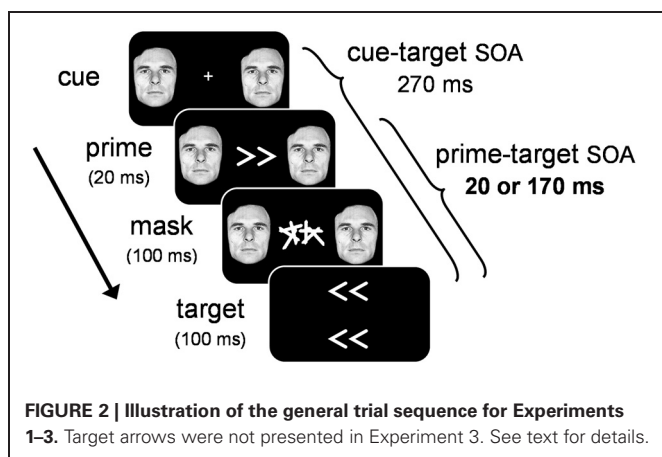 cue
+
cue-target SOA
270 ms
prime
(20 ms)
>>
prime-target SOA
20 or 170 ms
mask
(100 ms)
target
(100 ms)
<<
<<
FIGURE 2 | Illustration of the general trial sequence for Experiments
1–3. Target arrows were not presented in Experiment 3. See text for details.